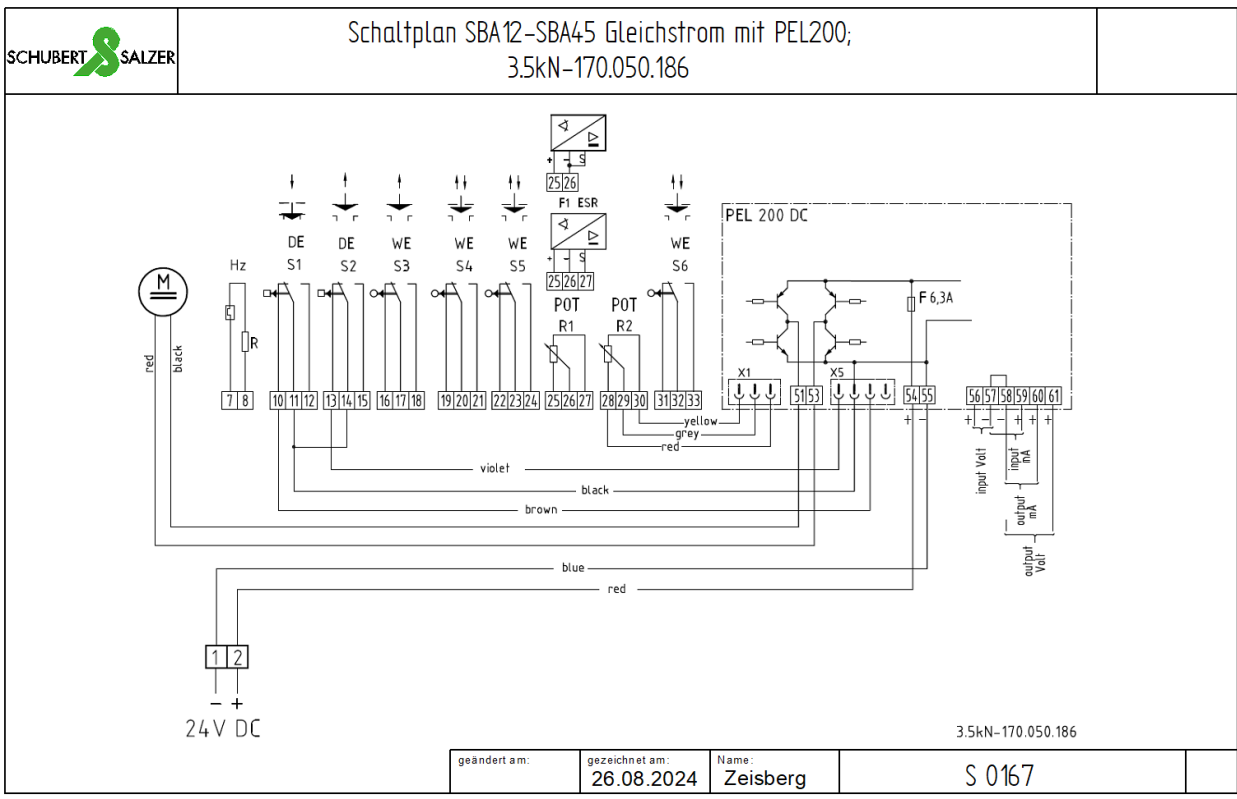 SCHUBERT SALZER
Schaltplan SBA12-SBA45 Gleichstrom mit PEL200;
3.5kN-170.050.186
+ - S
25 26
F1 ESR
+ - S
25 26 27
DE DE WE WE WE WE
Hz S1 S2 S3 S4 S5 S6
POT POT
R1 R2
M
R
red
black
PEL 200 DC
F 6,3A
X1 X5
7 8 10 11 12 13 14 15 16 17 18 19 20 21 22 23 24 25 26 27 28 29 30 31 32 33 51 53 54 55 56 57 58 59 60 61
+ - + - - + + +
yellow
grey
red
violet
black
brown
input Volt
input mA
output mA
output Volt
blue
red
1 2
- +
24V DC
3.5kN-170.050.186
geändert am: gezeichnet am: Name:
26.08.2024 Zeisberg S 0167